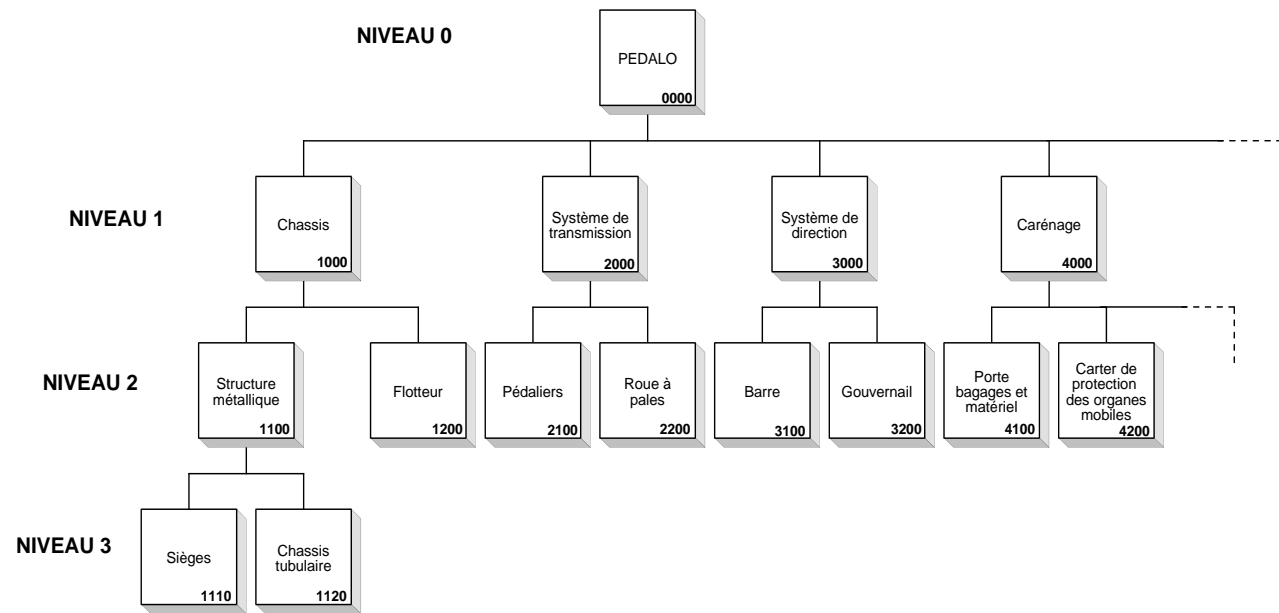 NIVEAU 0
PEDALO
0000
NIVEAU 1
Chassis
1000
Système de
transmission
2000
Système de
direction
3000
Carénage
4000
NIVEAU 2
Structure
métallique
1100
Flotteur
1200
Pédaliers
2100
Roue à
pales
2200
Barre
3100
Gouvernail
3200
Porte
bagages et
matériel
4100
Carter de
protection
des organes
mobiles
4200
NIVEAU 3
Sièges
1110
Chassis
tubulaire
1120